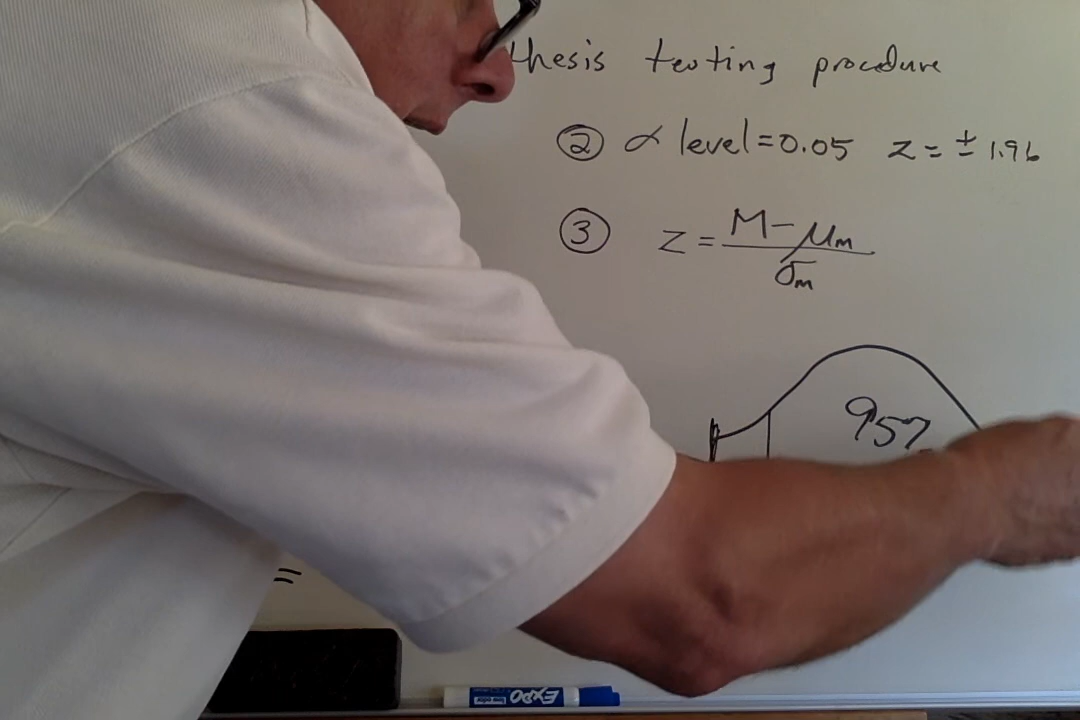 thesis testing procedure
② α level=0.05 z=±1.96
③ z=M-μm/σm
957
=
EXPO